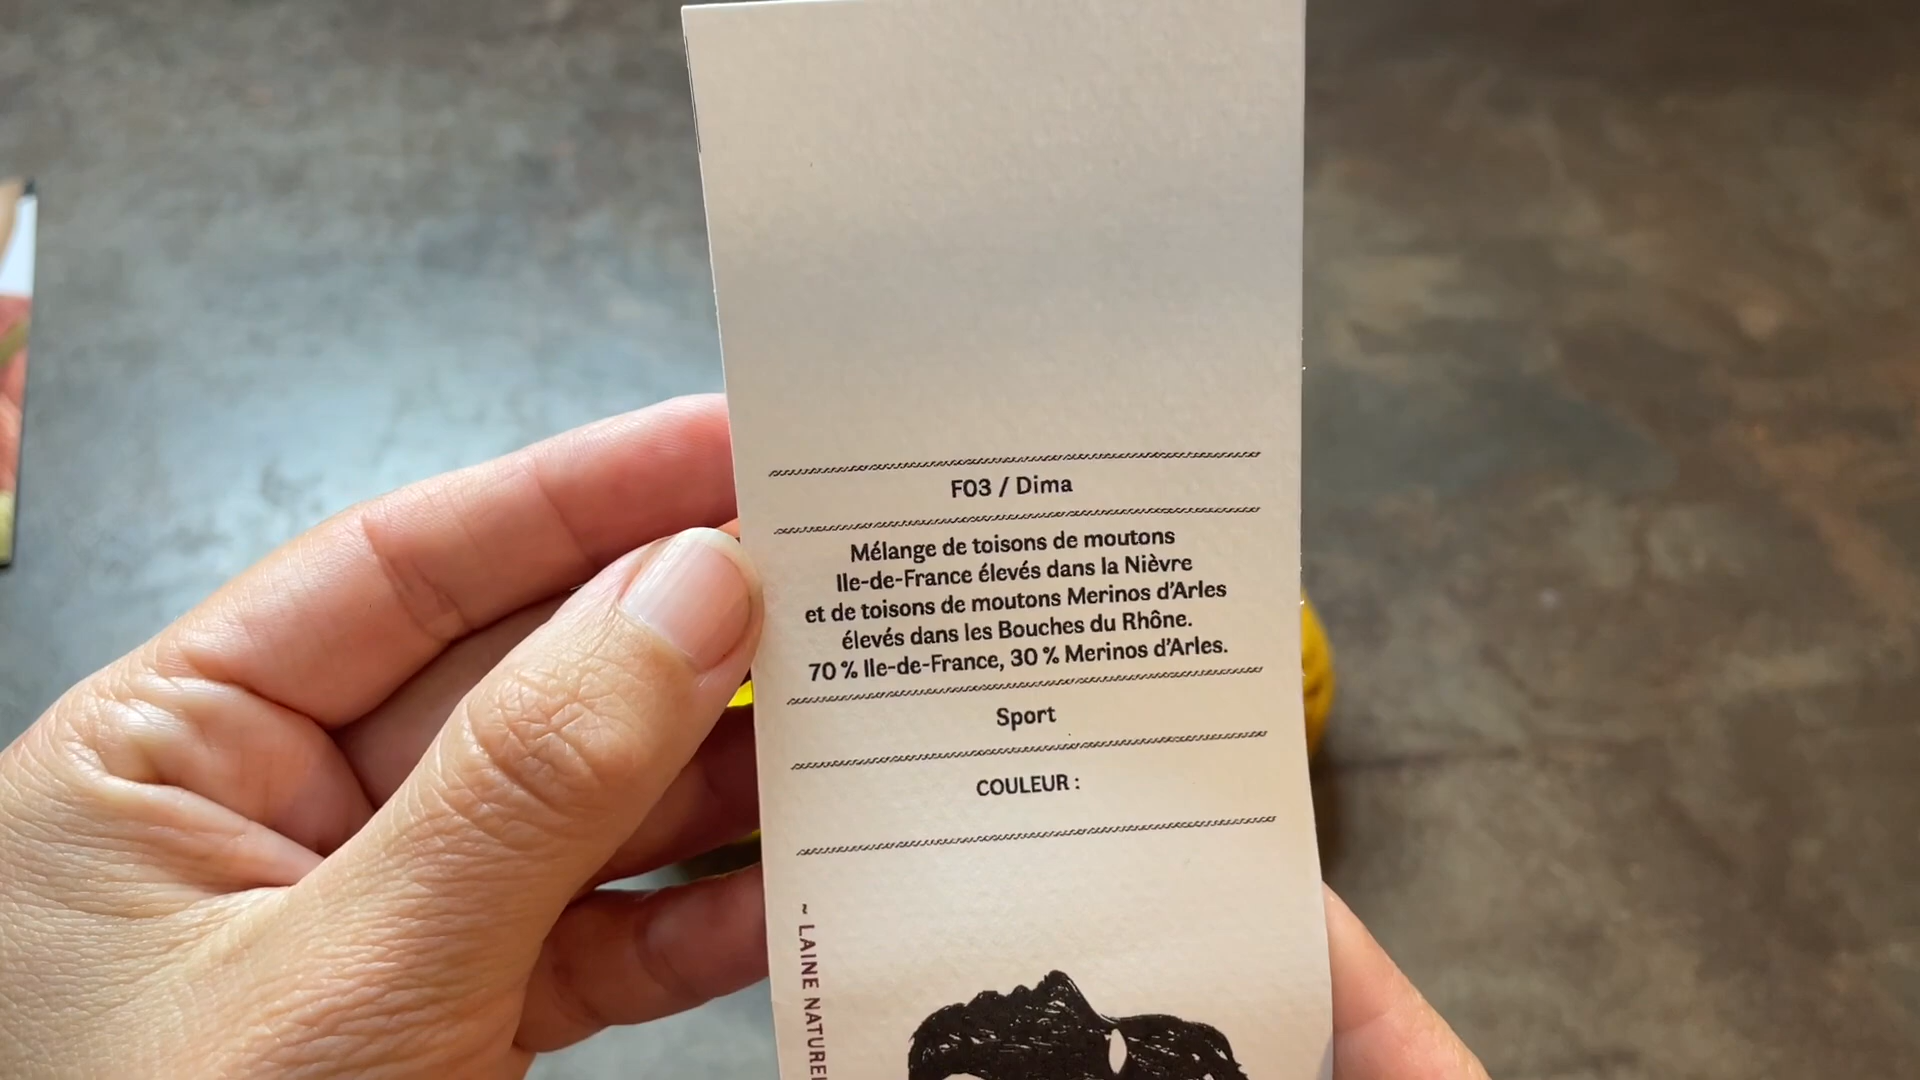 F03 / Dima
Mélange de toisons de moutons
Ile-de-France élevés dans la Nièvre
et de toisons de moutons Merinos d'Arles
élevés dans les Bouches du Rhône.
70 % Ile-de-France, 30 % Merinos d'Arles.
Sport
COULEUR :
~ LAINE